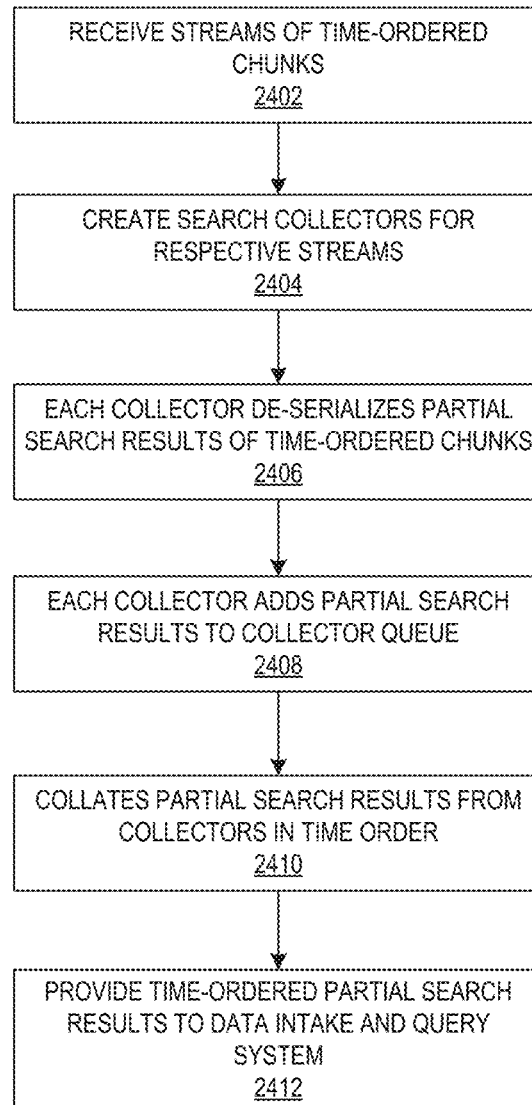 RECEIVE STREAMS OF TIME-ORDERED
CHUNKS
2402
CREATE SEARCH COLLECTORS FOR
RESPECTIVE STREAMS
2404
EACH COLLECTOR DE-SERIALIZES PARTIAL
SEARCH RESULTS OF TIME-ORDERED CHUNKS
2406
EACH COLLECTOR ADDS PARTIAL SEARCH
RESULTS TO COLLECTOR QUEUE
2408
COLLATES PARTIAL SEARCH RESULTS FROM
COLLECTORS IN TIME ORDER
2410
PROVIDE TIME-ORDERED PARTIAL SEARCH
RESULTS TO DATA INTAKE AND QUERY
SYSTEM
2412